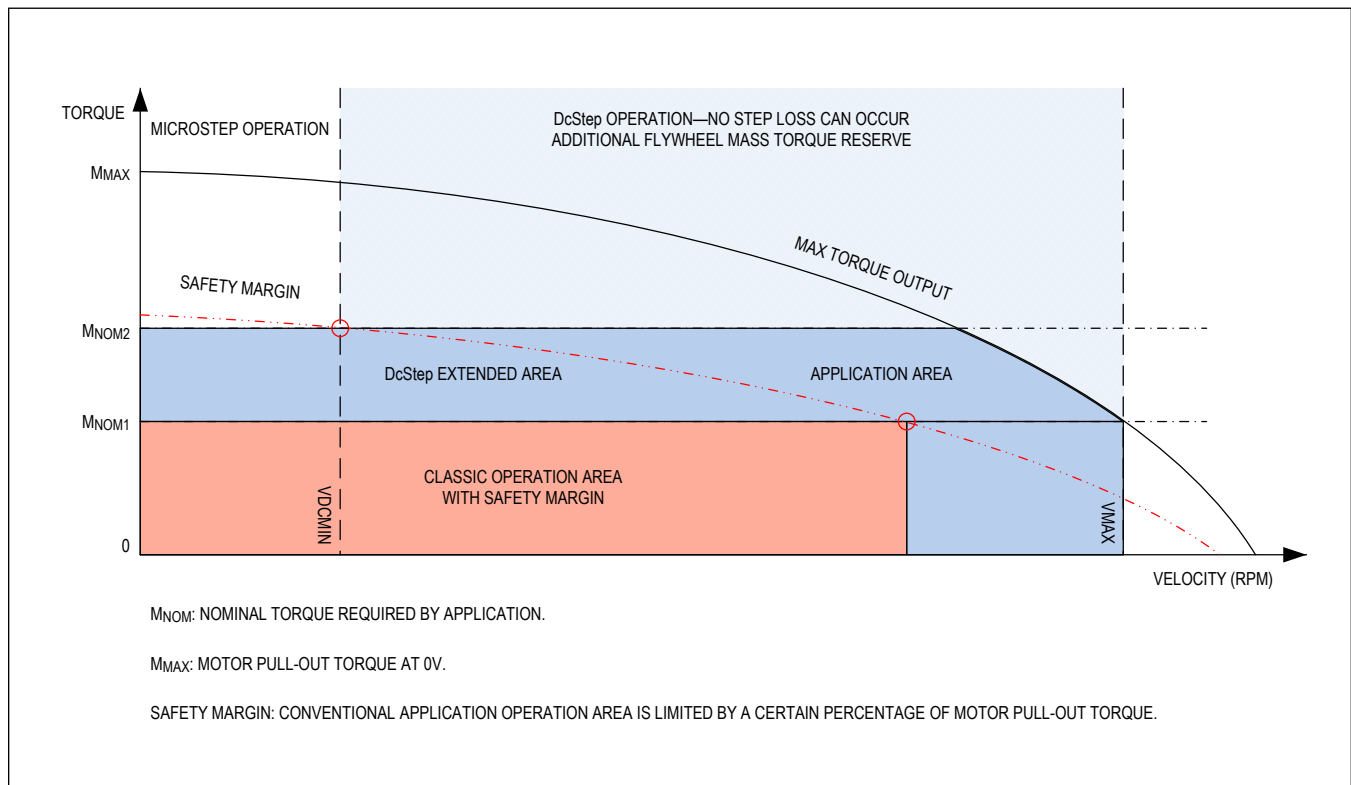 TORQUE
MICROSTEP OPERATION
DcStep OPERATION—NO STEP LOSS CAN OCCUR
ADDITIONAL FLYWHEEL MASS TORQUE RESERVE
MMAX
MAX TORQUE OUTPUT
SAFETY MARGIN
MNOM2
DcStep EXTENDED AREA
APPLICATION AREA
MNOM1
CLASSIC OPERATION AREA
WITH SAFETY MARGIN
VDCMIN
VMAX
0
VELOCITY (RPM)
MNOM: NOMINAL TORQUE REQUIRED BY APPLICATION.
MMAX: MOTOR PULL-OUT TORQUE AT 0V.
SAFETY MARGIN: CONVENTIONAL APPLICATION OPERATION AREA IS LIMITED BY A CERTAIN PERCENTAGE OF MOTOR PULL-OUT TORQUE.